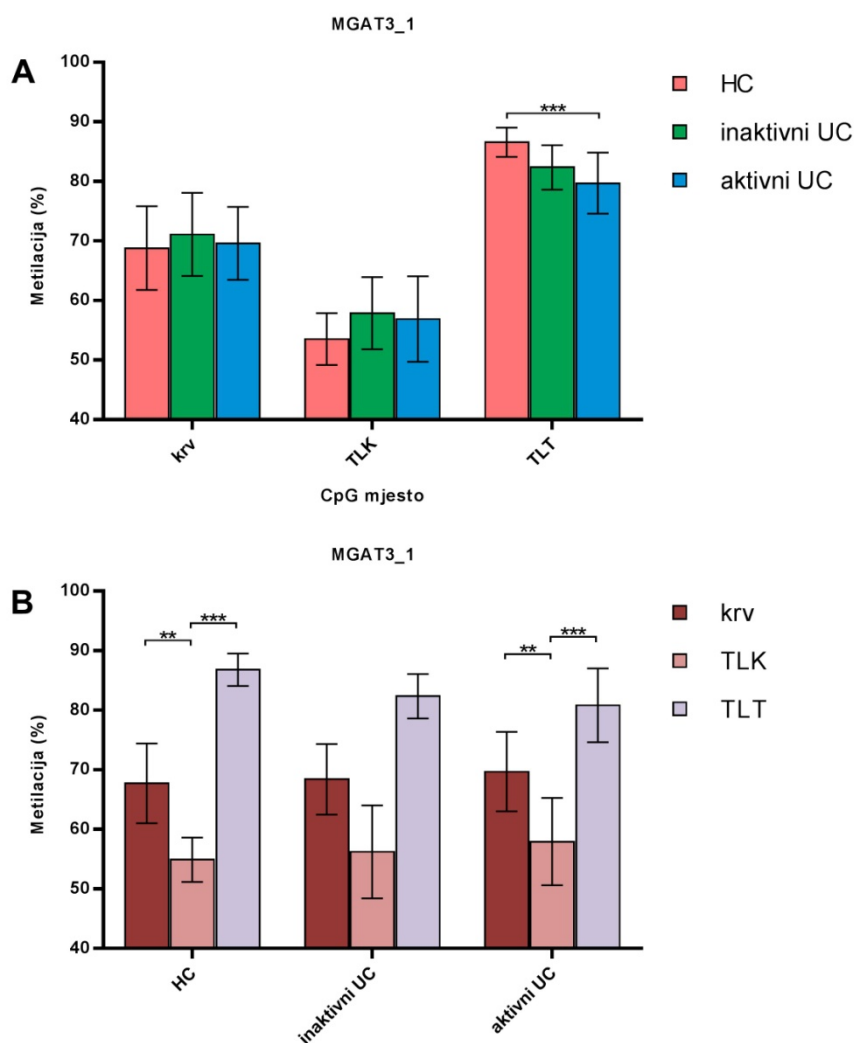 MGAT3_1
A
Metilacija (%)
100
90
80
70
60
50
40
***
krv
TLK
TLT
CpG mjesto
HC
inaktivni UC
aktivni UC
MGAT3_1
B
Metilacija (%)
100
90
80
70
60
50
40
**
***
**
***
HC
inaktivni UC
aktivni UC
krv
TLK
TLT